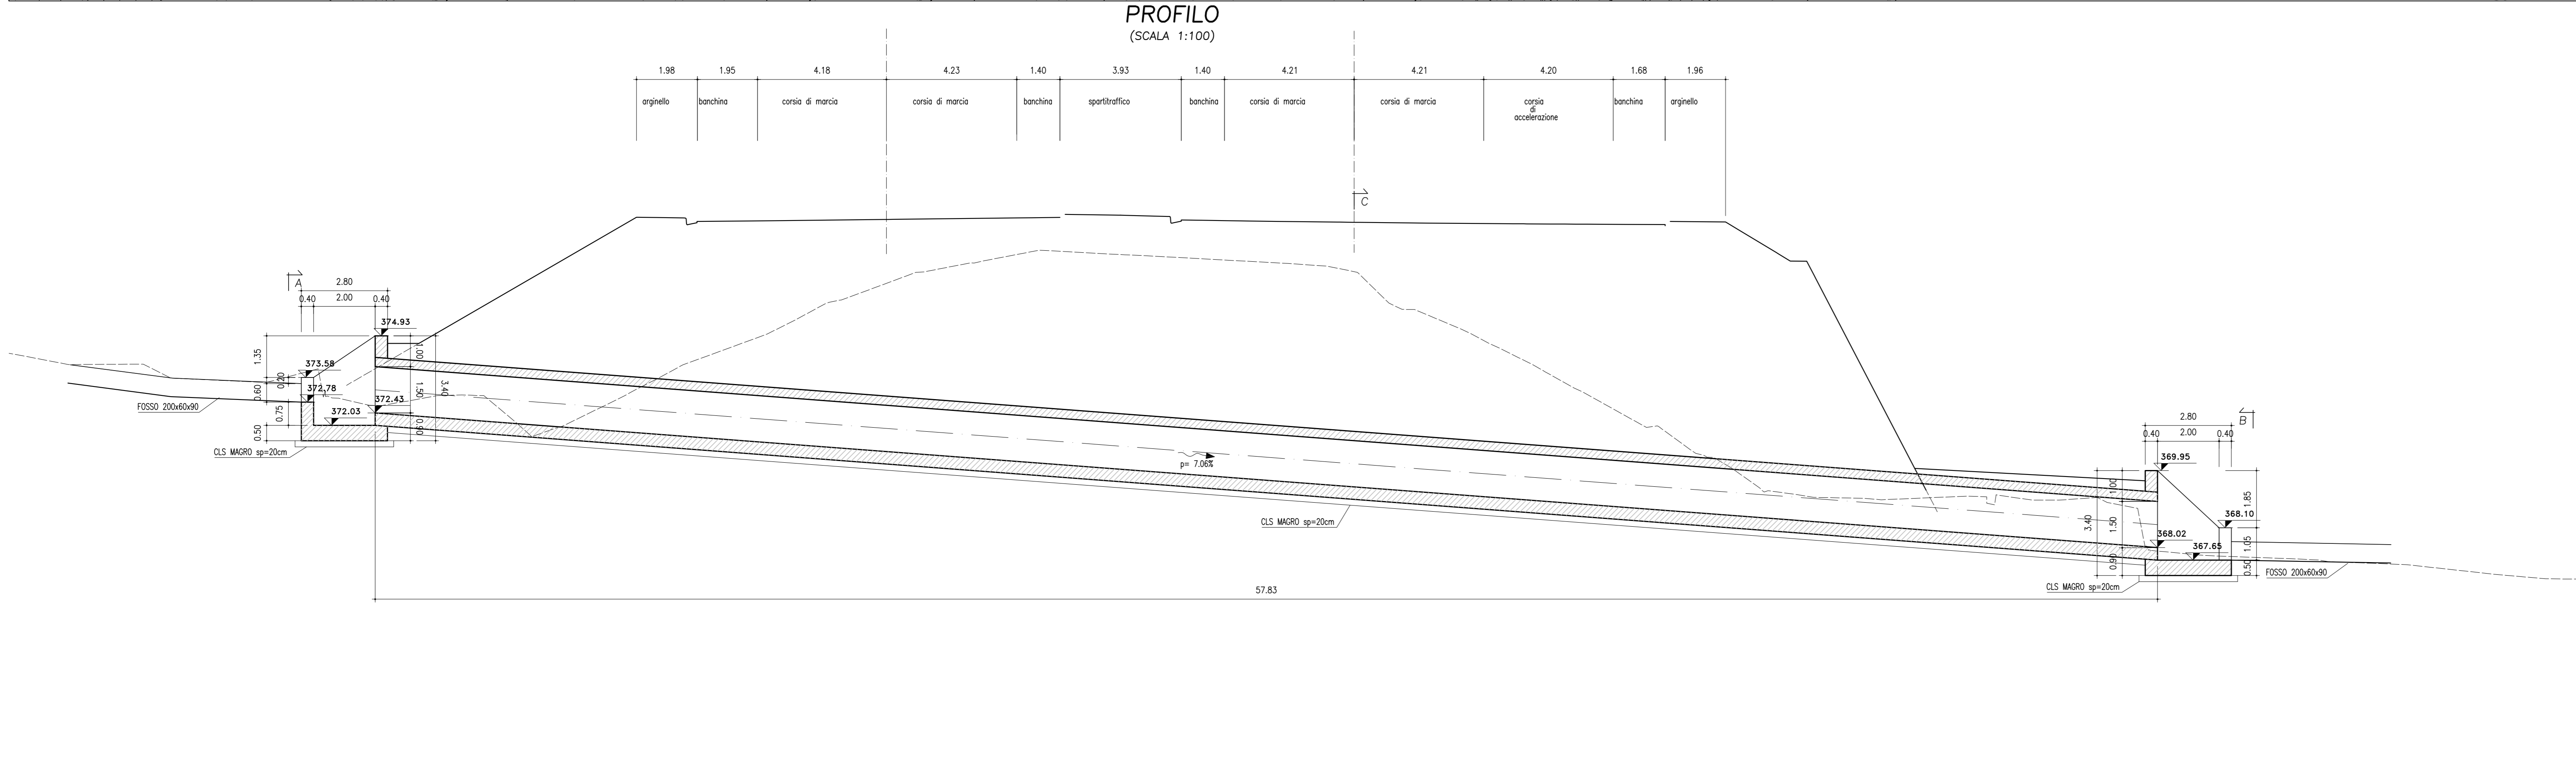 PROFILO
(SCALA 1:100)
1.98 1.95 4.18 4.23 1.40 3.93 1.40 4.21 4.21 4.20 1.68 1.96
arginello banchina corsia di marcia corsia di marcia banchina spartitraffico banchina corsia di marcia corsia di marcia corsia di accelerazione banchina arginello
C
A
2.80
0.40 2.00 0.40
374.93
1.35
373.58
0.20
0.60
372.78
0.75
372.03
0.50
372.43
1.00
1.50
0.90
3.40
FOSSO 200x60x90
CLS MAGRO sp=20cm
p= 7.06%
CLS MAGRO sp=20cm
57.83
B
2.80
0.40 2.00 0.40
369.95
1.00
1.50
0.90
3.40
368.10
1.85
1.05
0.50
368.02
367.65
FOSSO 200x60x90
CLS MAGRO sp=20cm